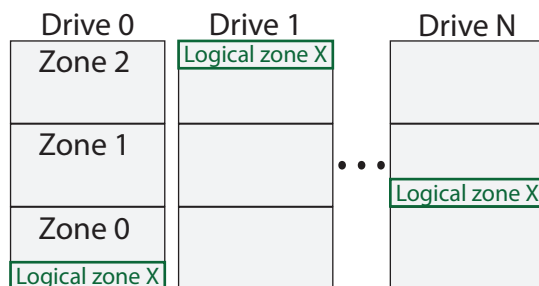 Drive 0 Drive 1 Drive N
Zone 2 Logical zone X
Zone 1
...
Logical zone X
Zone 0
Logical zone X